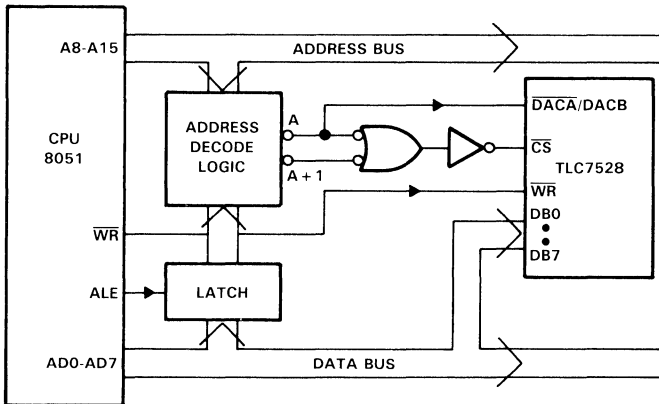 CPU
8051
A8-A15
WR
ALE
AD0-AD7
ADDRESS BUS
ADDRESS
DECODE
LOGIC
A
A + 1
LATCH
DATA BUS
DACA/DACB
CS
TLC7528
WR
DB0
DB7